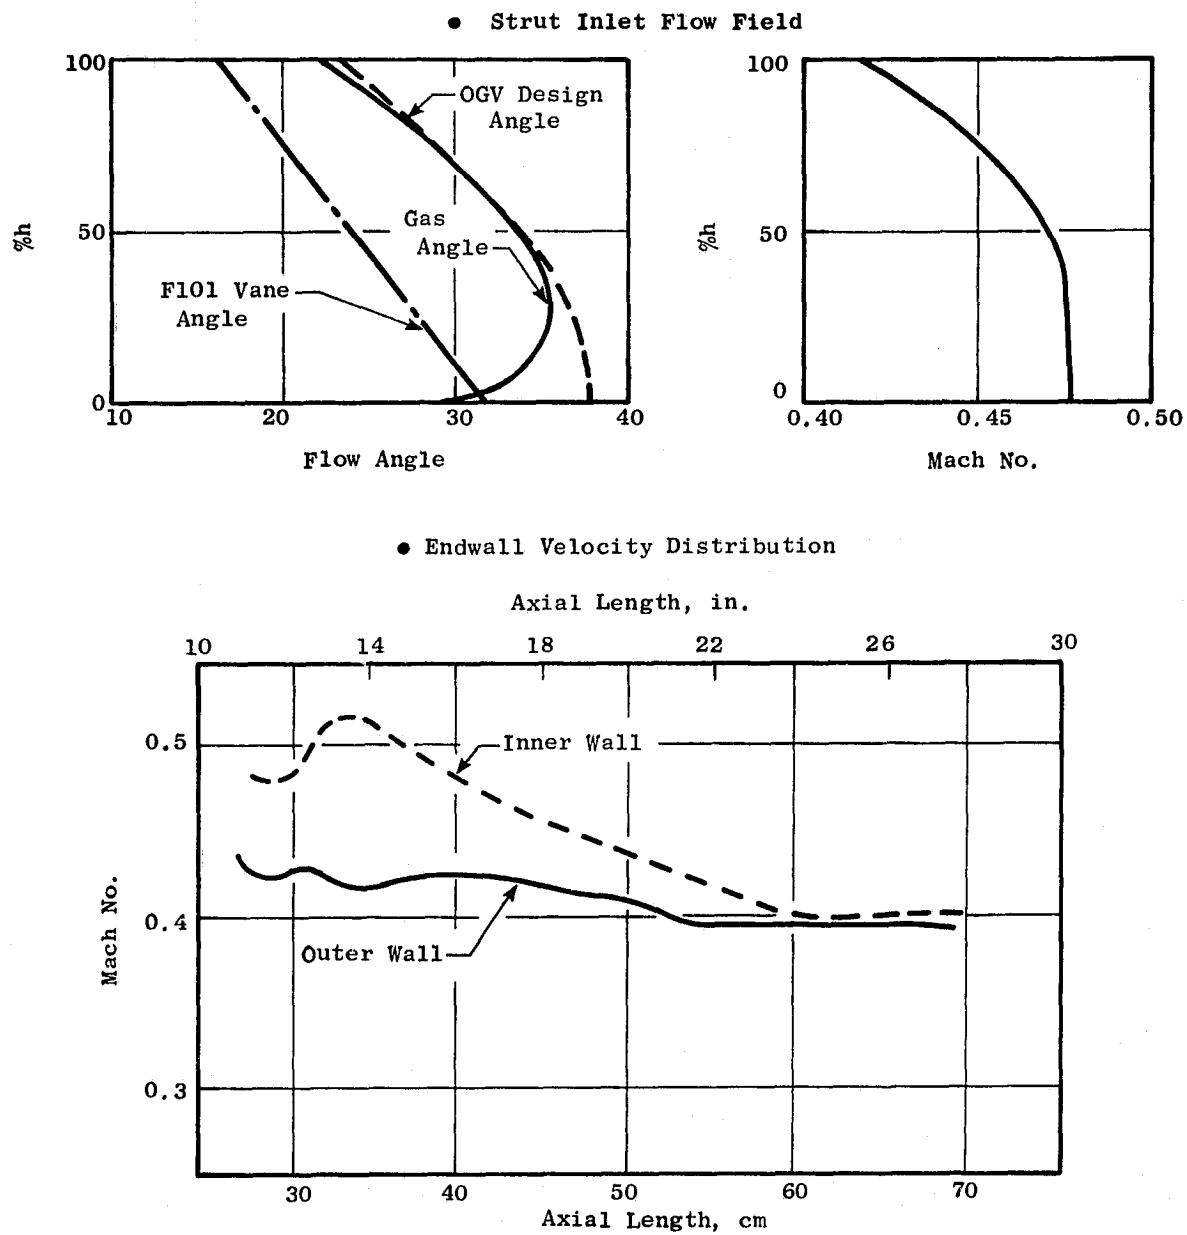 ● Strut Inlet Flow Field
100
50
0
%h
OGV Design
Angle
Gas
Angle
F101 Vane
Angle
10 20 30 40
Flow Angle
100
50
0
%h
0.40 0.45 0.50
Mach No.
● Endwall Velocity Distribution
Axial Length, in.
10 14 18 22 26 30
0.5
0.4
0.3
Mach No.
Inner Wall
Outer Wall
30 40 50 60 70
Axial Length, cm